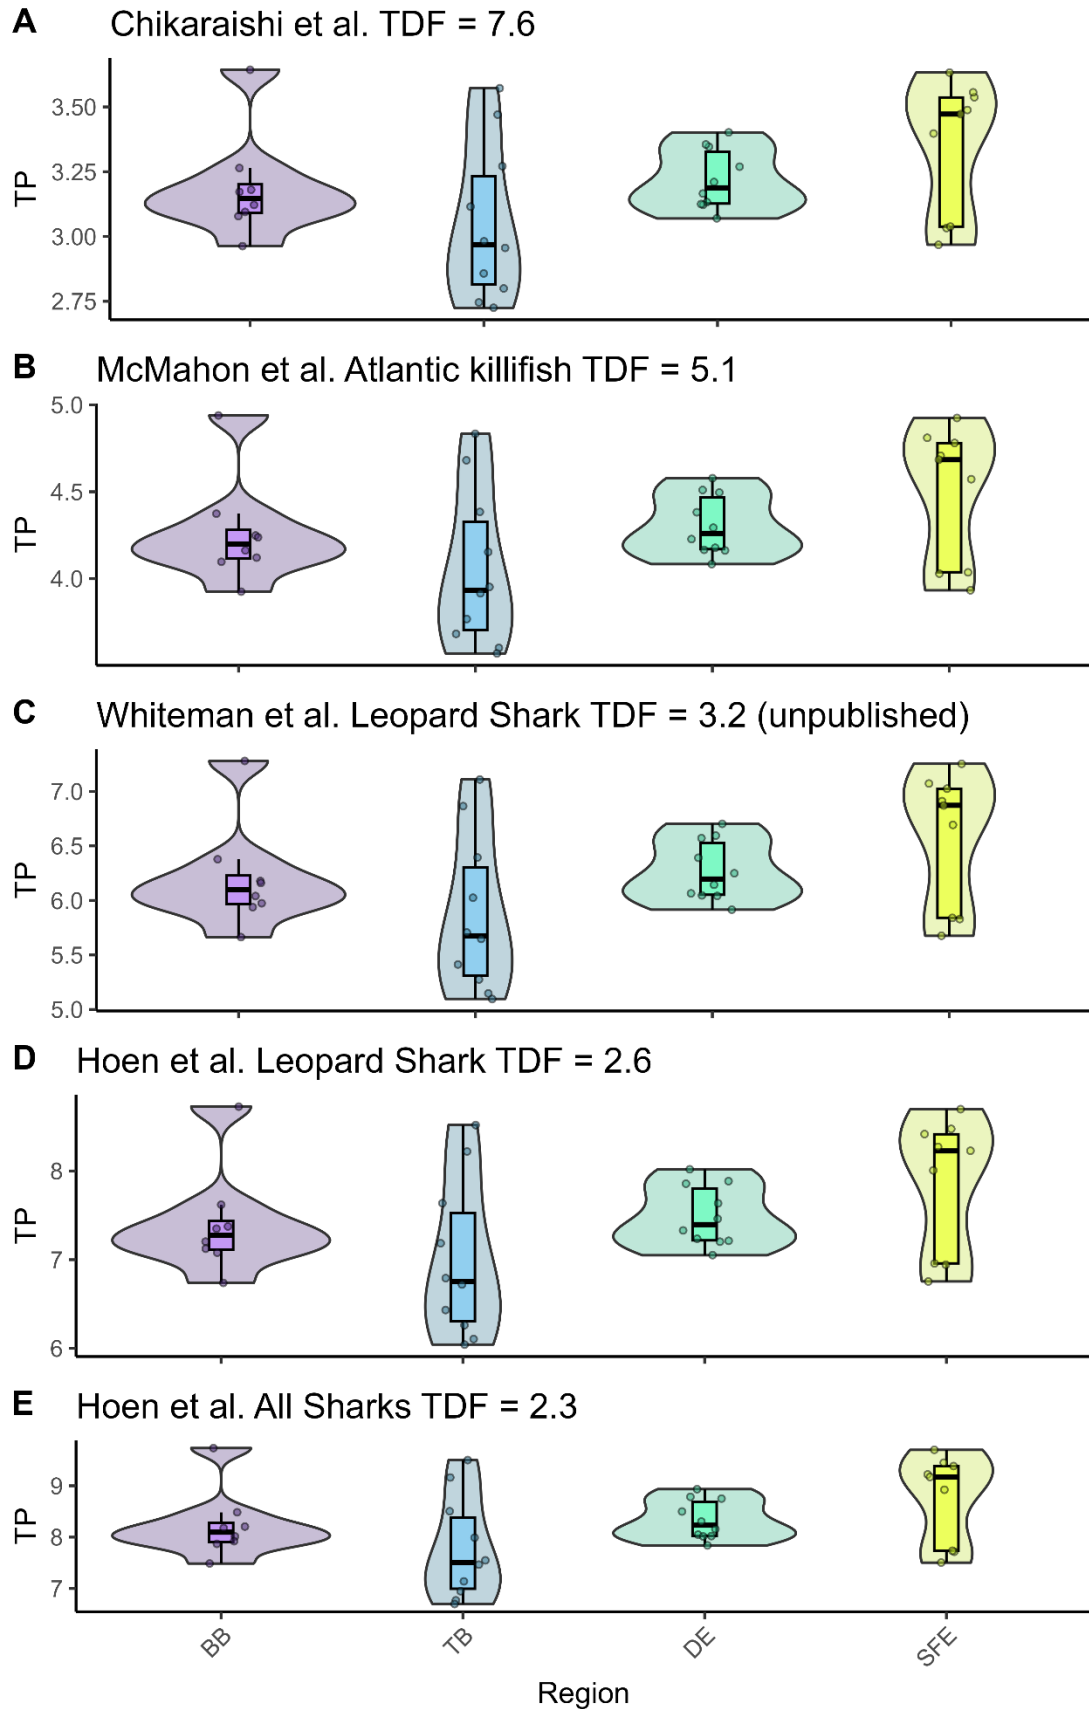 A Chikaraishi et al. TDF = 7.6
TP
3.50
3.25
3.00
2.75
B McMahon et al. Atlantic killifish TDF = 5.1
TP
5.0
4.5
4.0
C Whiteman et al. Leopard Shark TDF = 3.2 (unpublished)
TP
7.0
6.5
6.0
5.5
5.0
D Hoen et al. Leopard Shark TDF = 2.6
TP
8
7
6
E Hoen et al. All Sharks TDF = 2.3
TP
9
8
7
BB TB DE SFE
Region